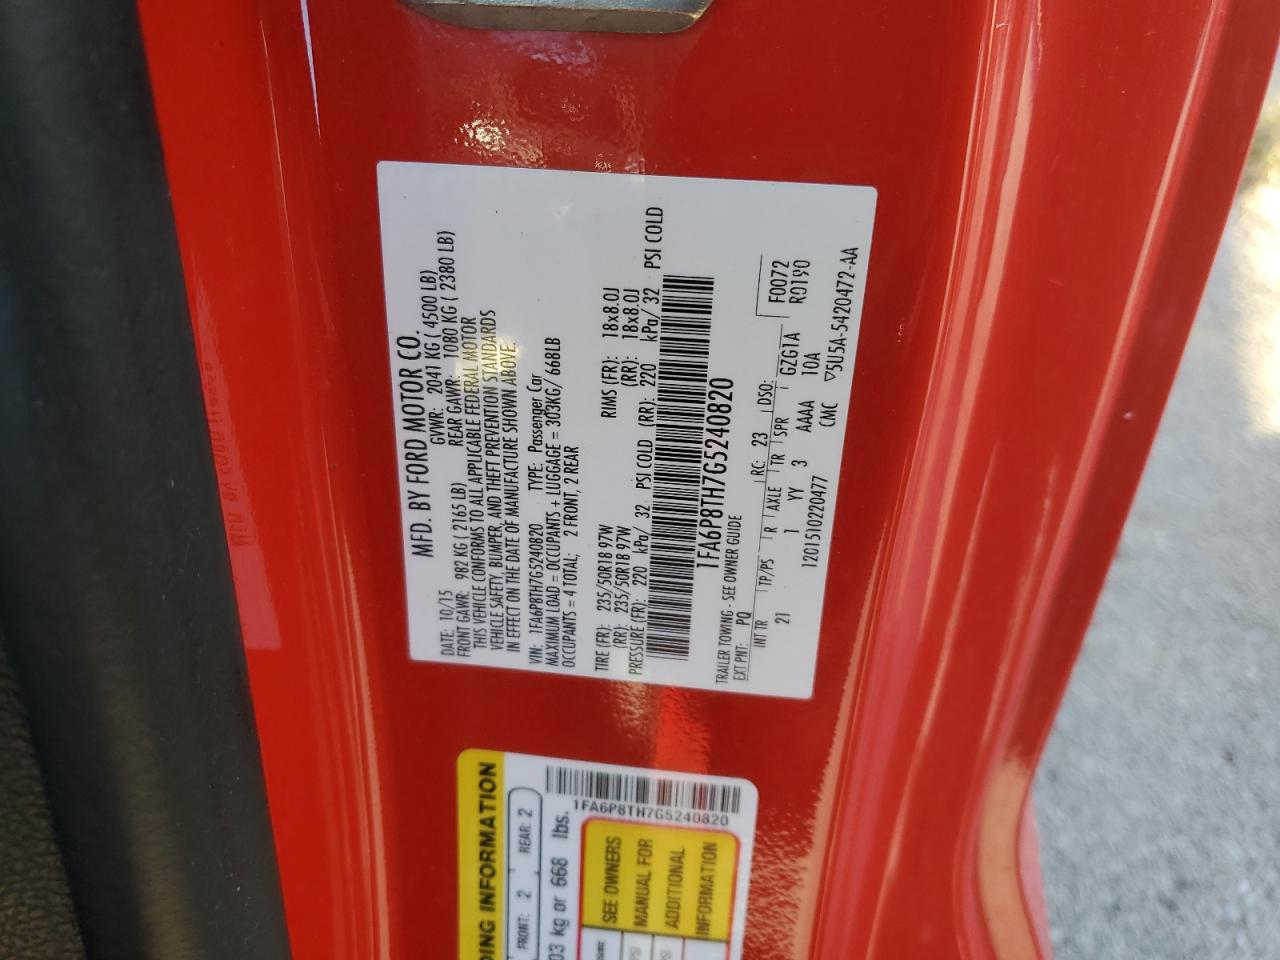 MFD. BY FORD MOTOR CO.
DATE: 10/15 GVWR: 2041 KG ( 4500 LB)
FRONT GAWR: 982 KG ( 2165 LB) REAR GAWR: 1080 KG ( 2380 LB)
THIS VEHICLE CONFORMS TO ALL APPLICABLE FEDERAL MOTOR
VEHICLE SAFETY, BUMPER, AND THEFT PREVENTION STANDARDS
IN EFFECT ON THE DATE OF MANUFACTURE SHOWN ABOVE.
VIN: 1FA6P8TH7G5240820 TYPE: Passenger Car
MAXIMUM LOAD = OCCUPANTS + LUGGAGE = 303KG/ 668LB
OCCUPANTS = 4 TOTAL; 2 FRONT, 2 REAR
TIRE (FR): 235/50R18 97W RIMS (FR): 18x8.0J
(RR): 235/50R18 97W (RR): 18x8.0J
PRESSURE (FR): 220 kPa/ 32 PSI COLD (RR): 220 kPa/ 32 PSI COLD
1FA6P8TH7G5240820
TRAILER TOWING - SEE OWNER GUIDE
EXT PNT: PQ RC: 23 DSO: F0072
INT TR TP/PS R AXLE TR SPR GZG1A R0190
21 1 YY 3 AAAA 10A
1201510220477 CMC ▽5U5A-5420472-AA
DING INFORMATION
FRONT: 2 REAR: 2
03 kg or 668 lbs.
1FA6P8TH7G5240820
SEE OWNERS
MANUAL FOR
ADDITIONAL
INFORMATION